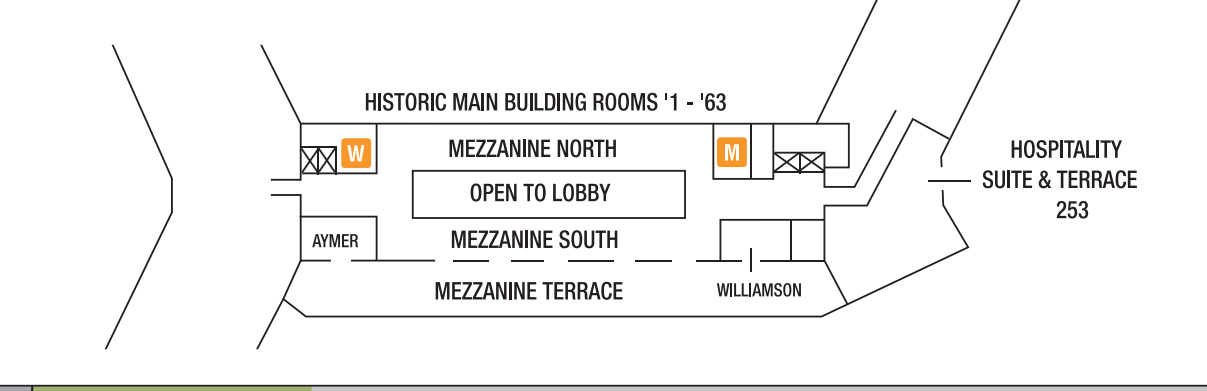 HISTORIC MAIN BUILDING ROOMS '1 - '63
W
MEZZANINE NORTH
M
HOSPITALITY
SUITE & TERRACE
253
OPEN TO LOBBY
AYMER
MEZZANINE SOUTH
MEZZANINE TERRACE
WILLIAMSON